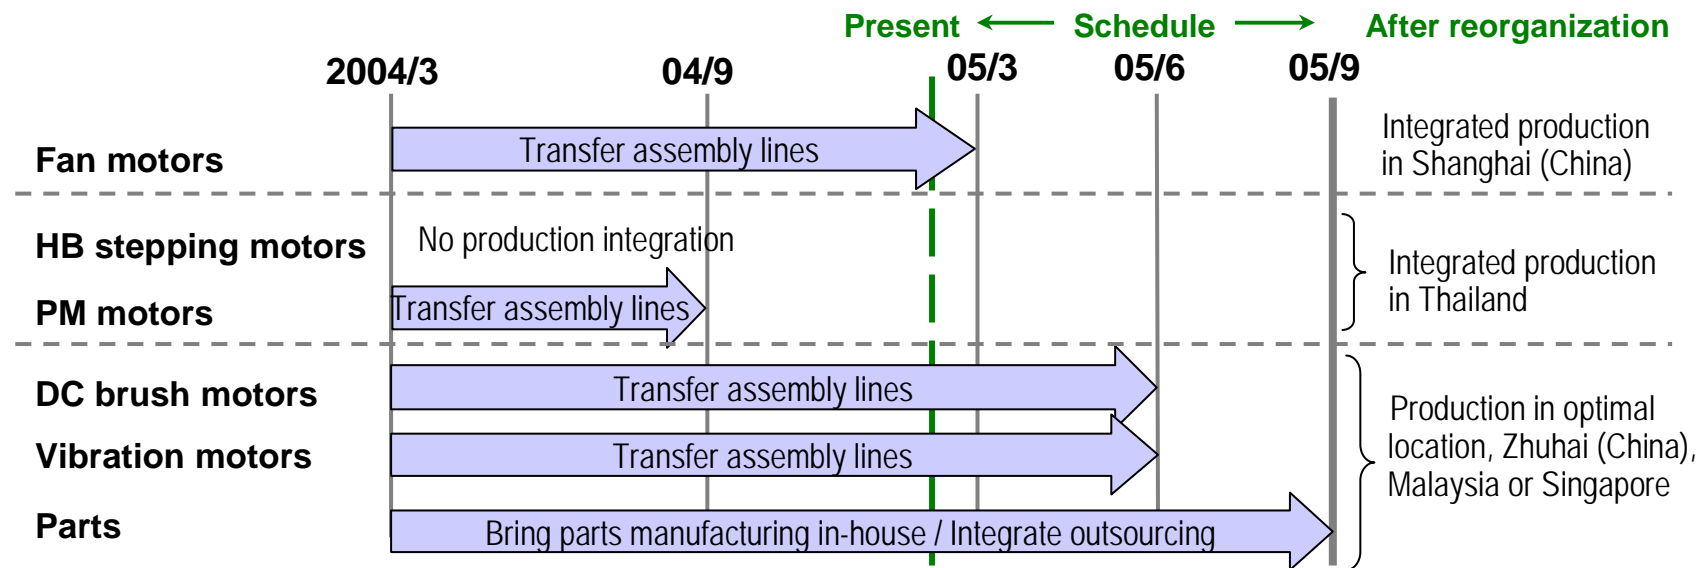 Present Schedule After reorganization
2004/3 04/9 05/3 05/6 05/9
Fan motors
Transfer assembly lines
Integrated production
in Shanghai (China)
HB stepping motors
No production integration
PM motors
Transfer assembly lines
Integrated production
in Thailand
DC brush motors
Transfer assembly lines
Vibration motors
Transfer assembly lines
Parts
Bring parts manufacturing in-house / Integrate outsourcing
Production in optimal
location, Zhuhai (China),
Malaysia or Singapore